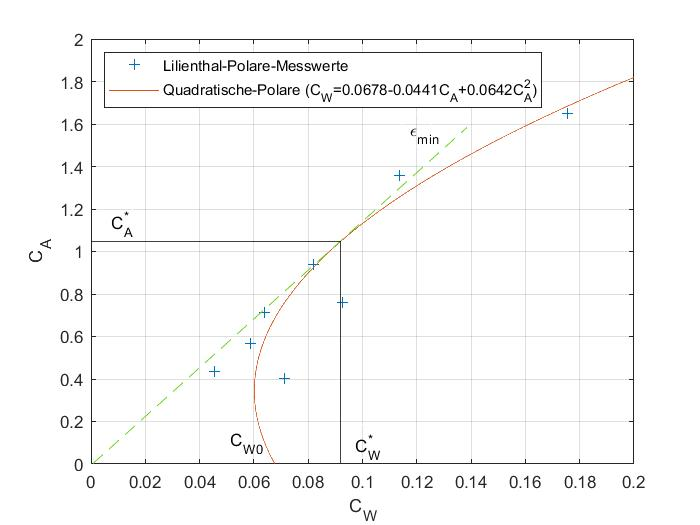 2
1.8
1.6
1.4
1.2
1
0.8
0.6
0.4
0.2
0
C_A
Lilienthal-Polare-Messwerte
Quadratische-Polare (C_W=0.0678-0.0441C_A+0.0642C_A^2)
ϵ_min
C_A^*
C_W0
C_W^*
0 0.02 0.04 0.06 0.08 0.1 0.12 0.14 0.16 0.18 0.2
C_W